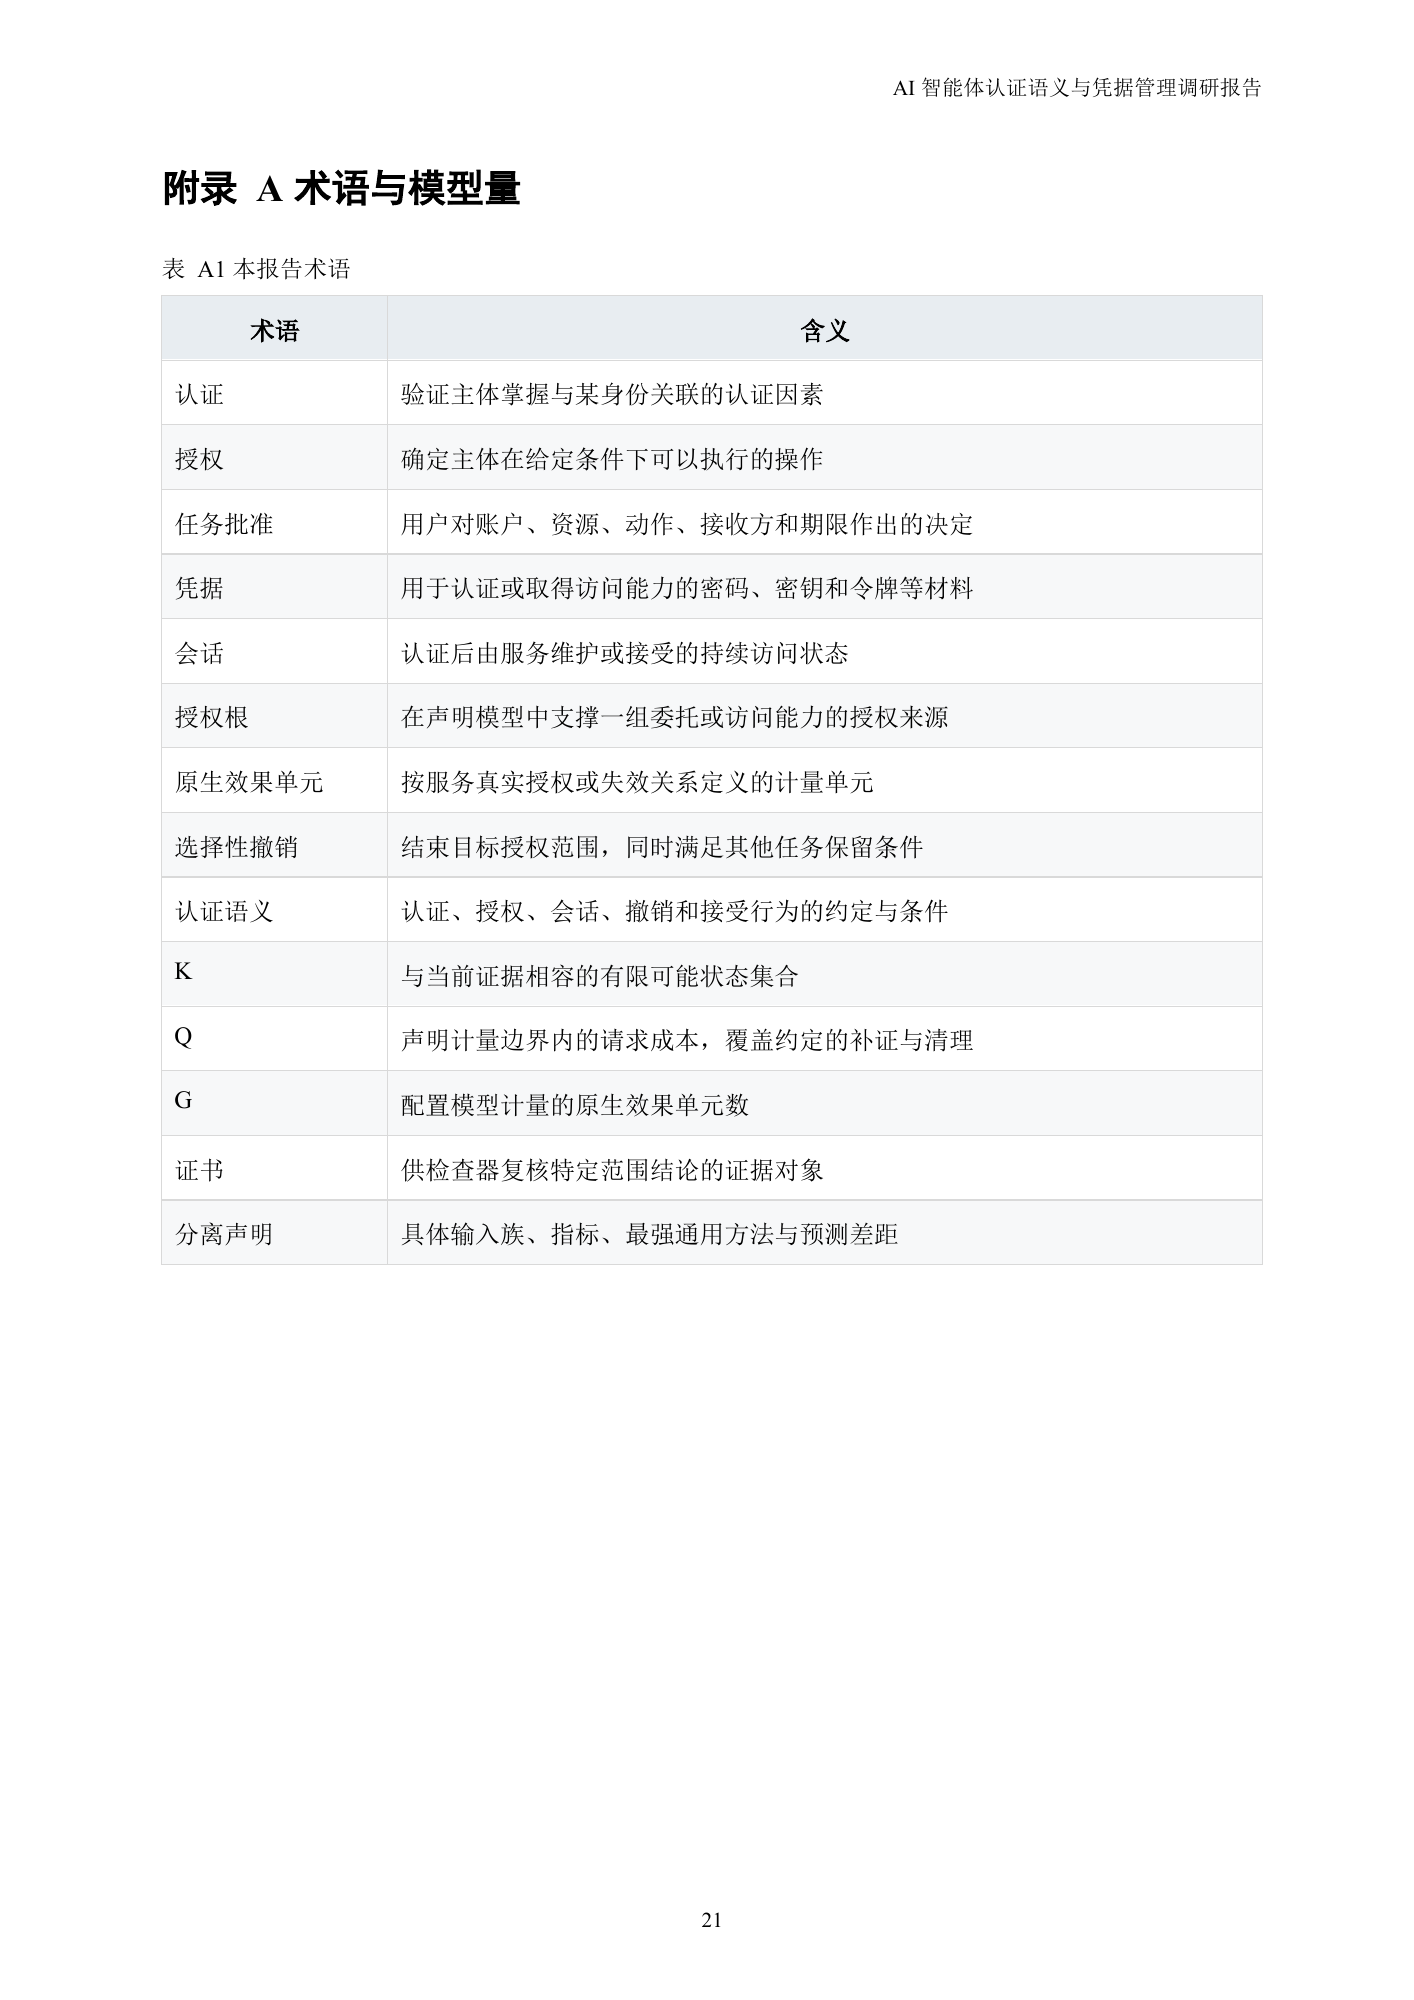 AI 智能体认证语义与凭据管理调研报告
附录 A 术语与模型量
表 A1 本报告术语
术语 含义
认证 验证主体掌握与某身份关联的认证因素
授权 确定主体在给定条件下可以执行的操作
任务批准 用户对账户、资源、动作、接收方和期限作出的决定
凭据 用于认证或取得访问能力的密码、密钥和令牌等材料
会话 认证后由服务维护或接受的持续访问状态
授权根 在声明模型中支撑一组委托或访问能力的授权来源
原生效果单元 按服务真实授权或失效关系定义的计量单元
选择性撤销 结束目标授权范围，同时满足其他任务保留条件
认证语义 认证、授权、会话、撤销和接受行为的约定与条件
K 与当前证据相容的有限可能状态集合
Q 声明计量边界内的请求成本，覆盖约定的补证与清理
G 配置模型计量的原生效果单元数
证书 供检查器复核特定范围结论的证据对象
分离声明 具体输入族、指标、最强通用方法与预测差距
21